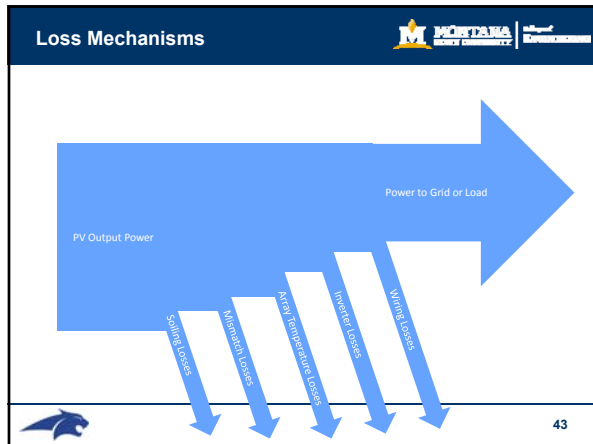 Loss Mechanisms
MONTANA
STATE UNIVERSITY
Power to Grid or Load
PV Output Power
Soiling Losses
Mismatch Losses
Array Temperature Losses
Inverter Losses
Wiring Losses
43